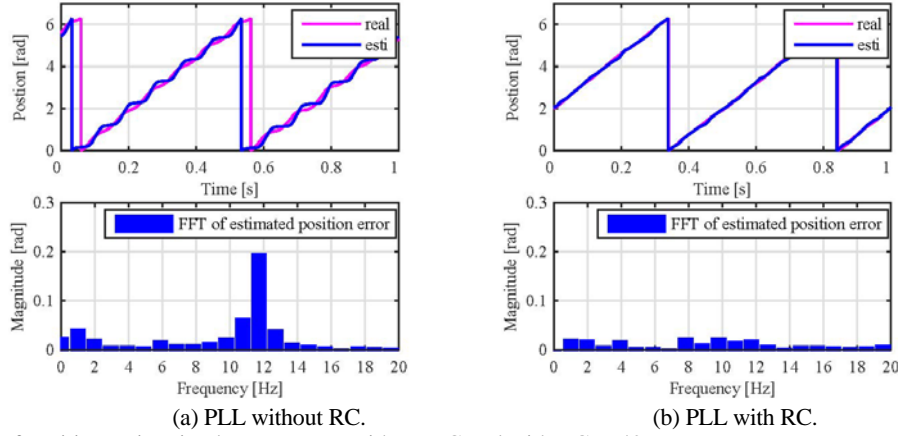 6
4
2
0
Postion [rad]
real
esti
0 0.2 0.4 0.6 0.8 1
Time [s]
0.3
0.2
0.1
0
Magnitude [rad]
FFT of estimated position error
0 2 4 6 8 10 12 14 16 18 20
Frequency [Hz]
(a) PLL without RC.
6
4
2
0
Postion [rad]
real
esti
0 0.2 0.4 0.6 0.8 1
Time [s]
0.3
0.2
0.1
0
Magnitude [rad]
FFT of estimated position error
0 2 4 6 8 10 12 14 16 18 20
Frequency [Hz]
(b) PLL with RC.